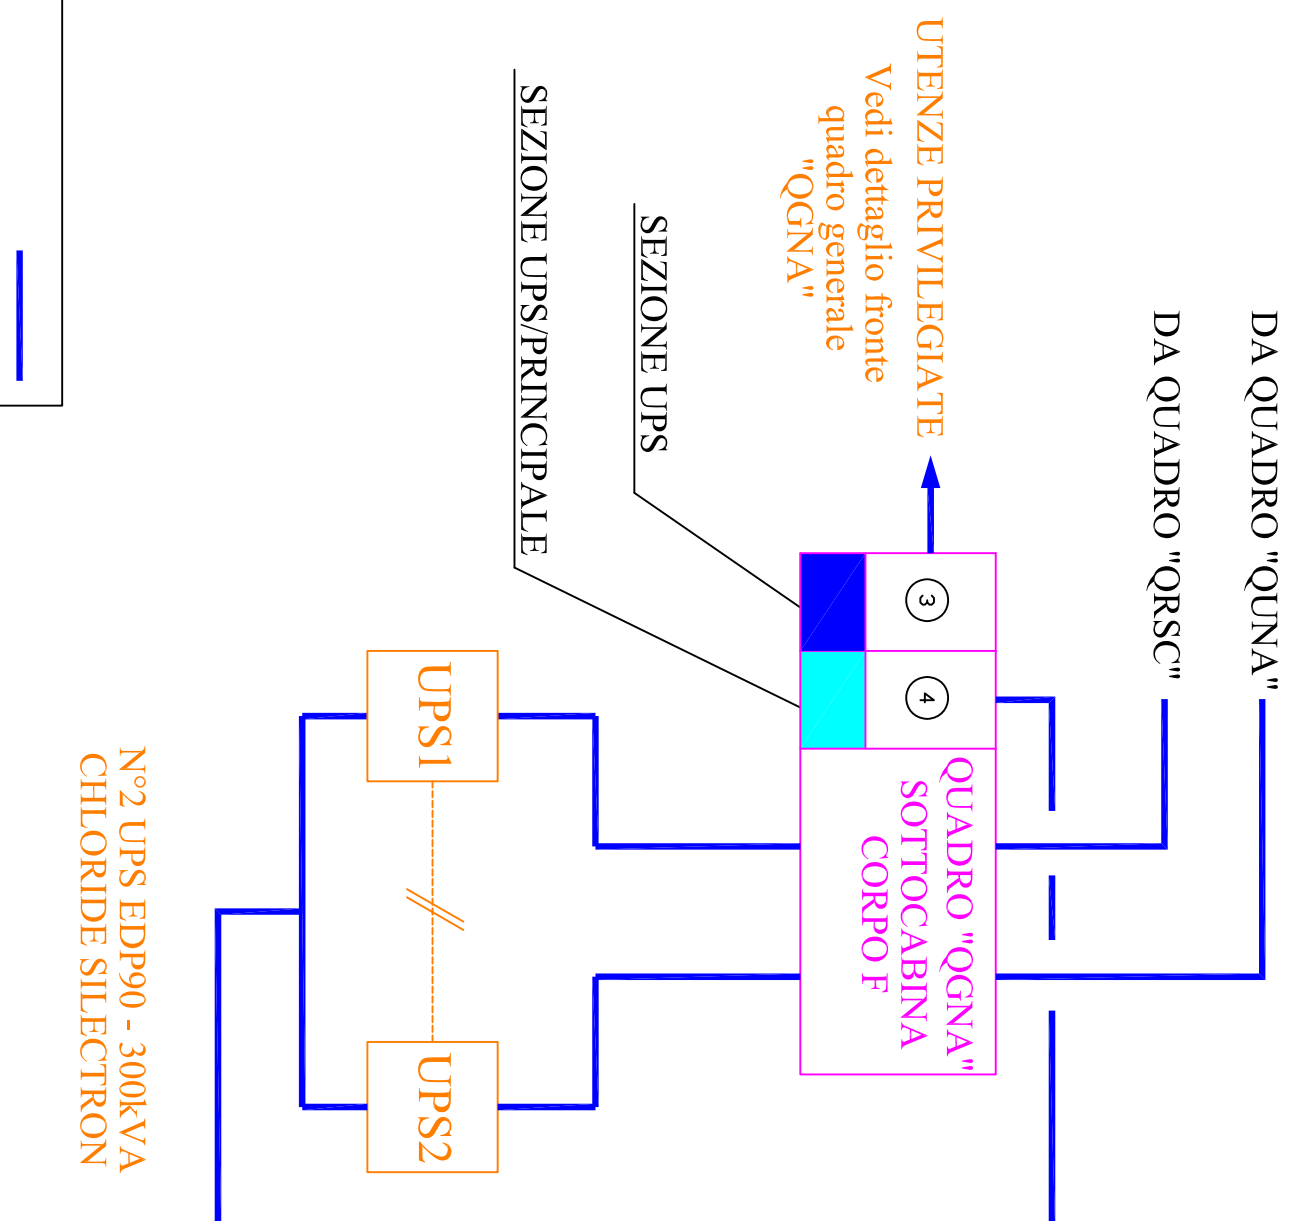 DA QUADRO "QUNA"
DA QUADRO "QRSC"
UTENZE PRIVILEGIATE
Vedi dettaglio fronte
quadro generale
"QGNA"
3
4
QUADRO "QGNA"
SOTTOCABINA
CORPO F
SEZIONE UPS
SEZIONE UPS/PRINCIPALE
UPS1
UPS2
N°2 UPS EDP90 - 300kVA
CHLORIDE SILECTRON